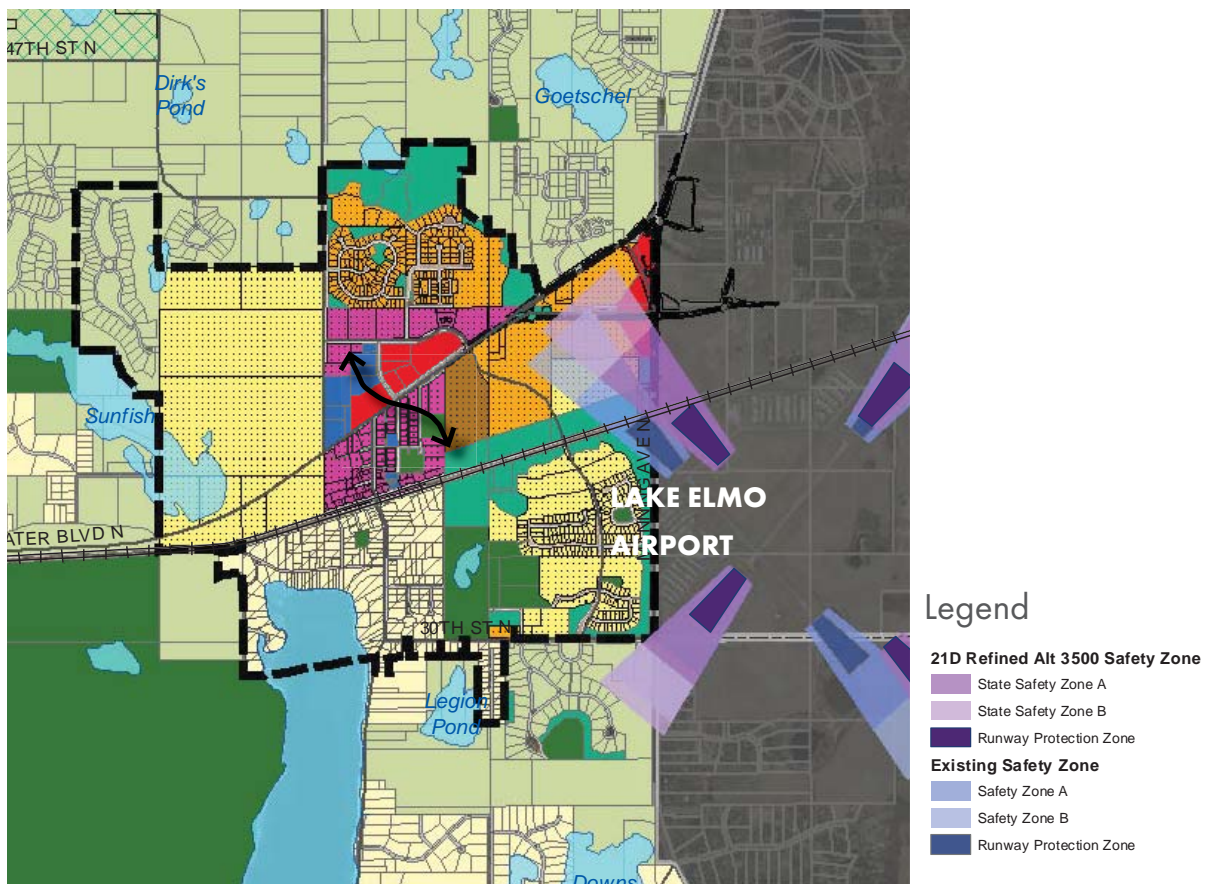 47TH ST N
Dirk's
Pond
Goetschel
Sunfish
LAKE ELMO
AIRPORT
ATER BLVD N
30TH ST N
Legion
Pond
Downs
Legend
21D Refined Alt 3500 Safety Zone
State Safety Zone A
State Safety Zone B
Runway Protection Zone
Existing Safety Zone
Safety Zone A
Safety Zone B
Runway Protection Zone